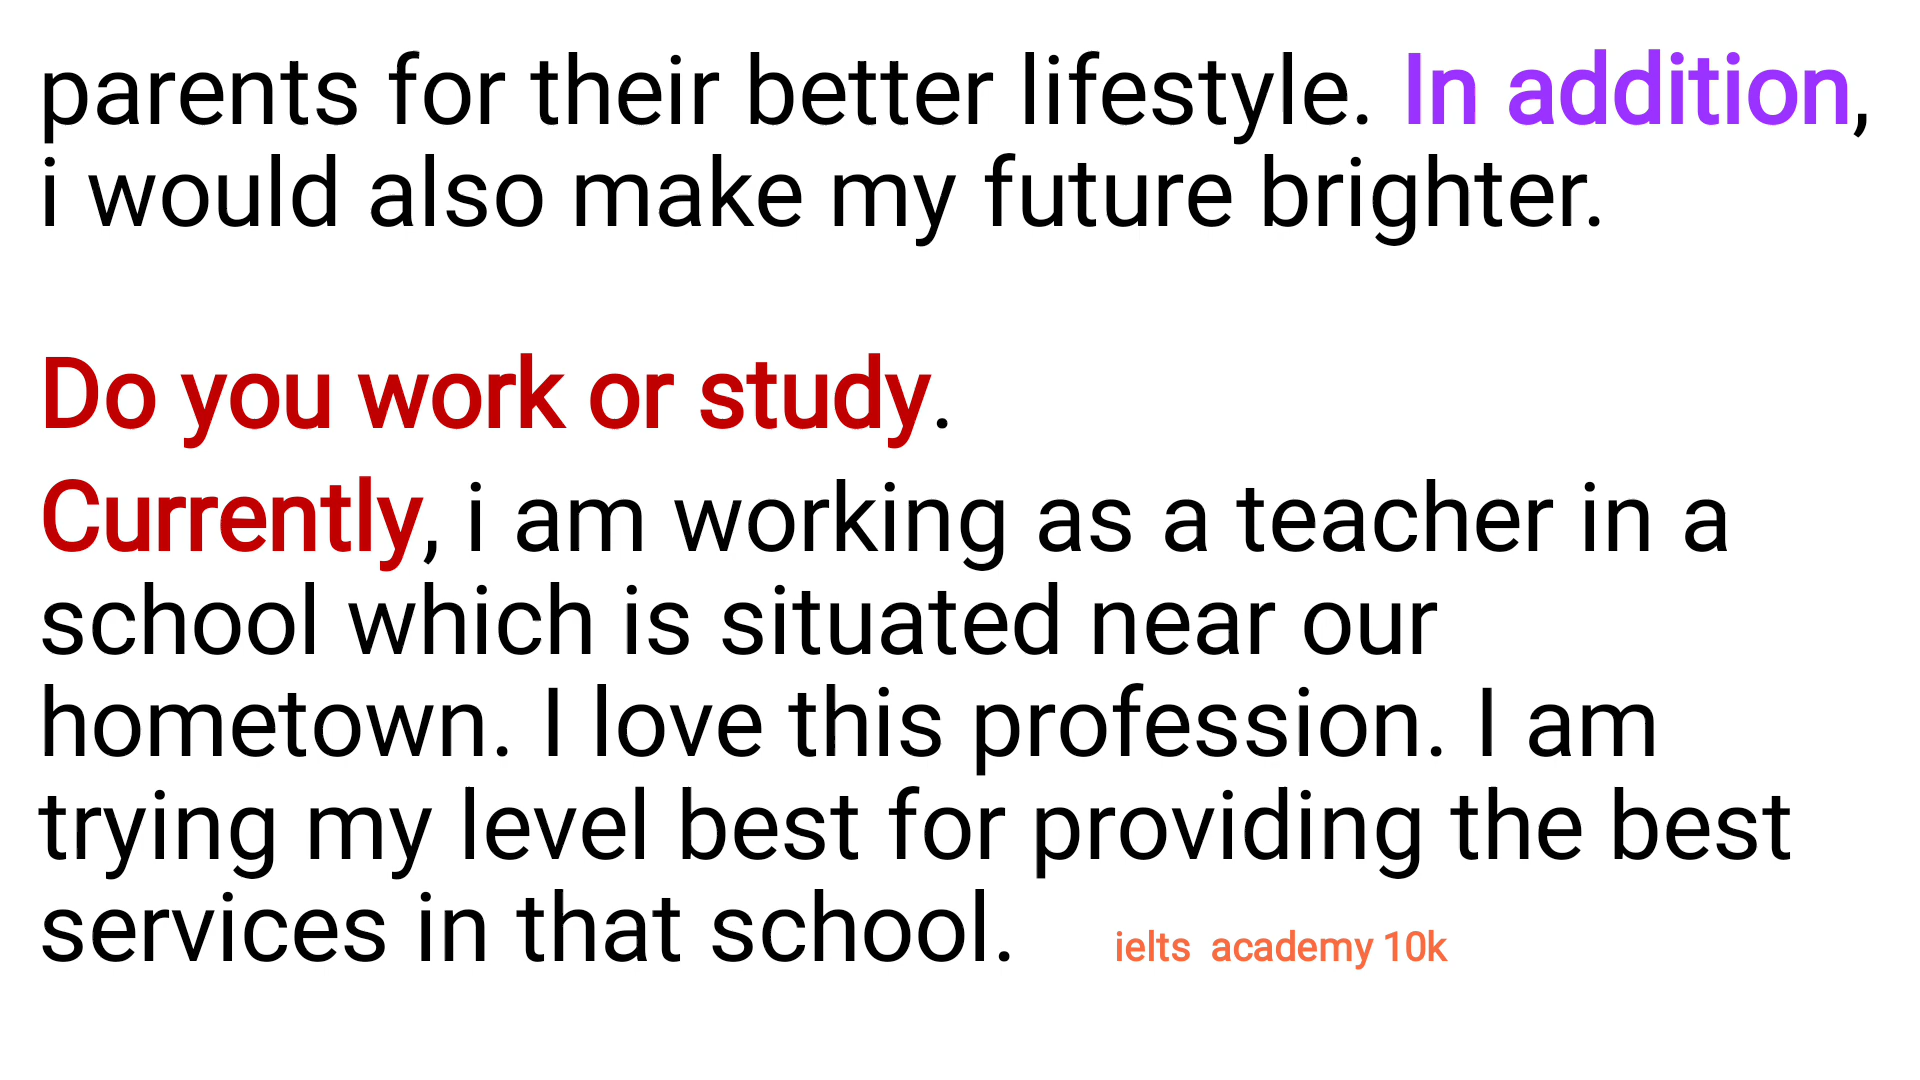 parents for their better lifestyle. In addition,
i would also make my future brighter.
Do you work or study.
Currently, i am working as a teacher in a
school which is situated near our
hometown. I love this profession. I am
trying my level best for providing the best
services in that school. ielts academy 10k